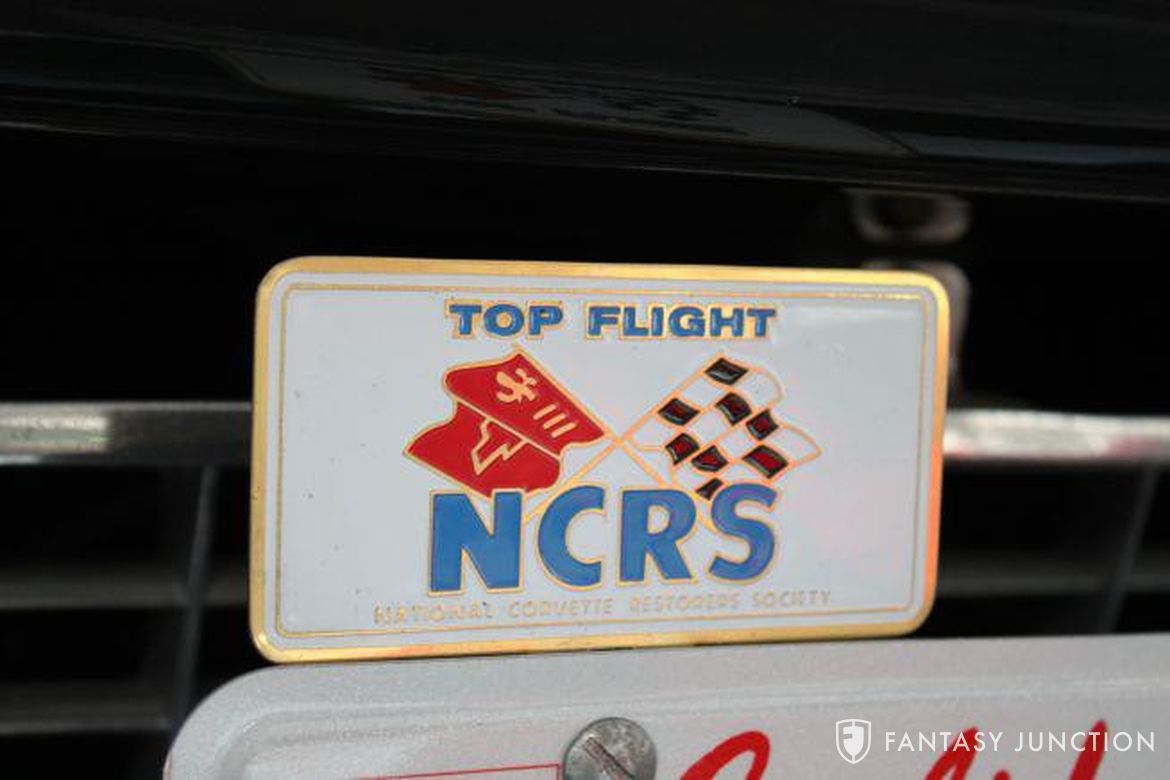 TOP FLIGHT
NCRS
NATIONAL CORVETTE RESTORERS SOCIETY
FANTASY JUNCTION